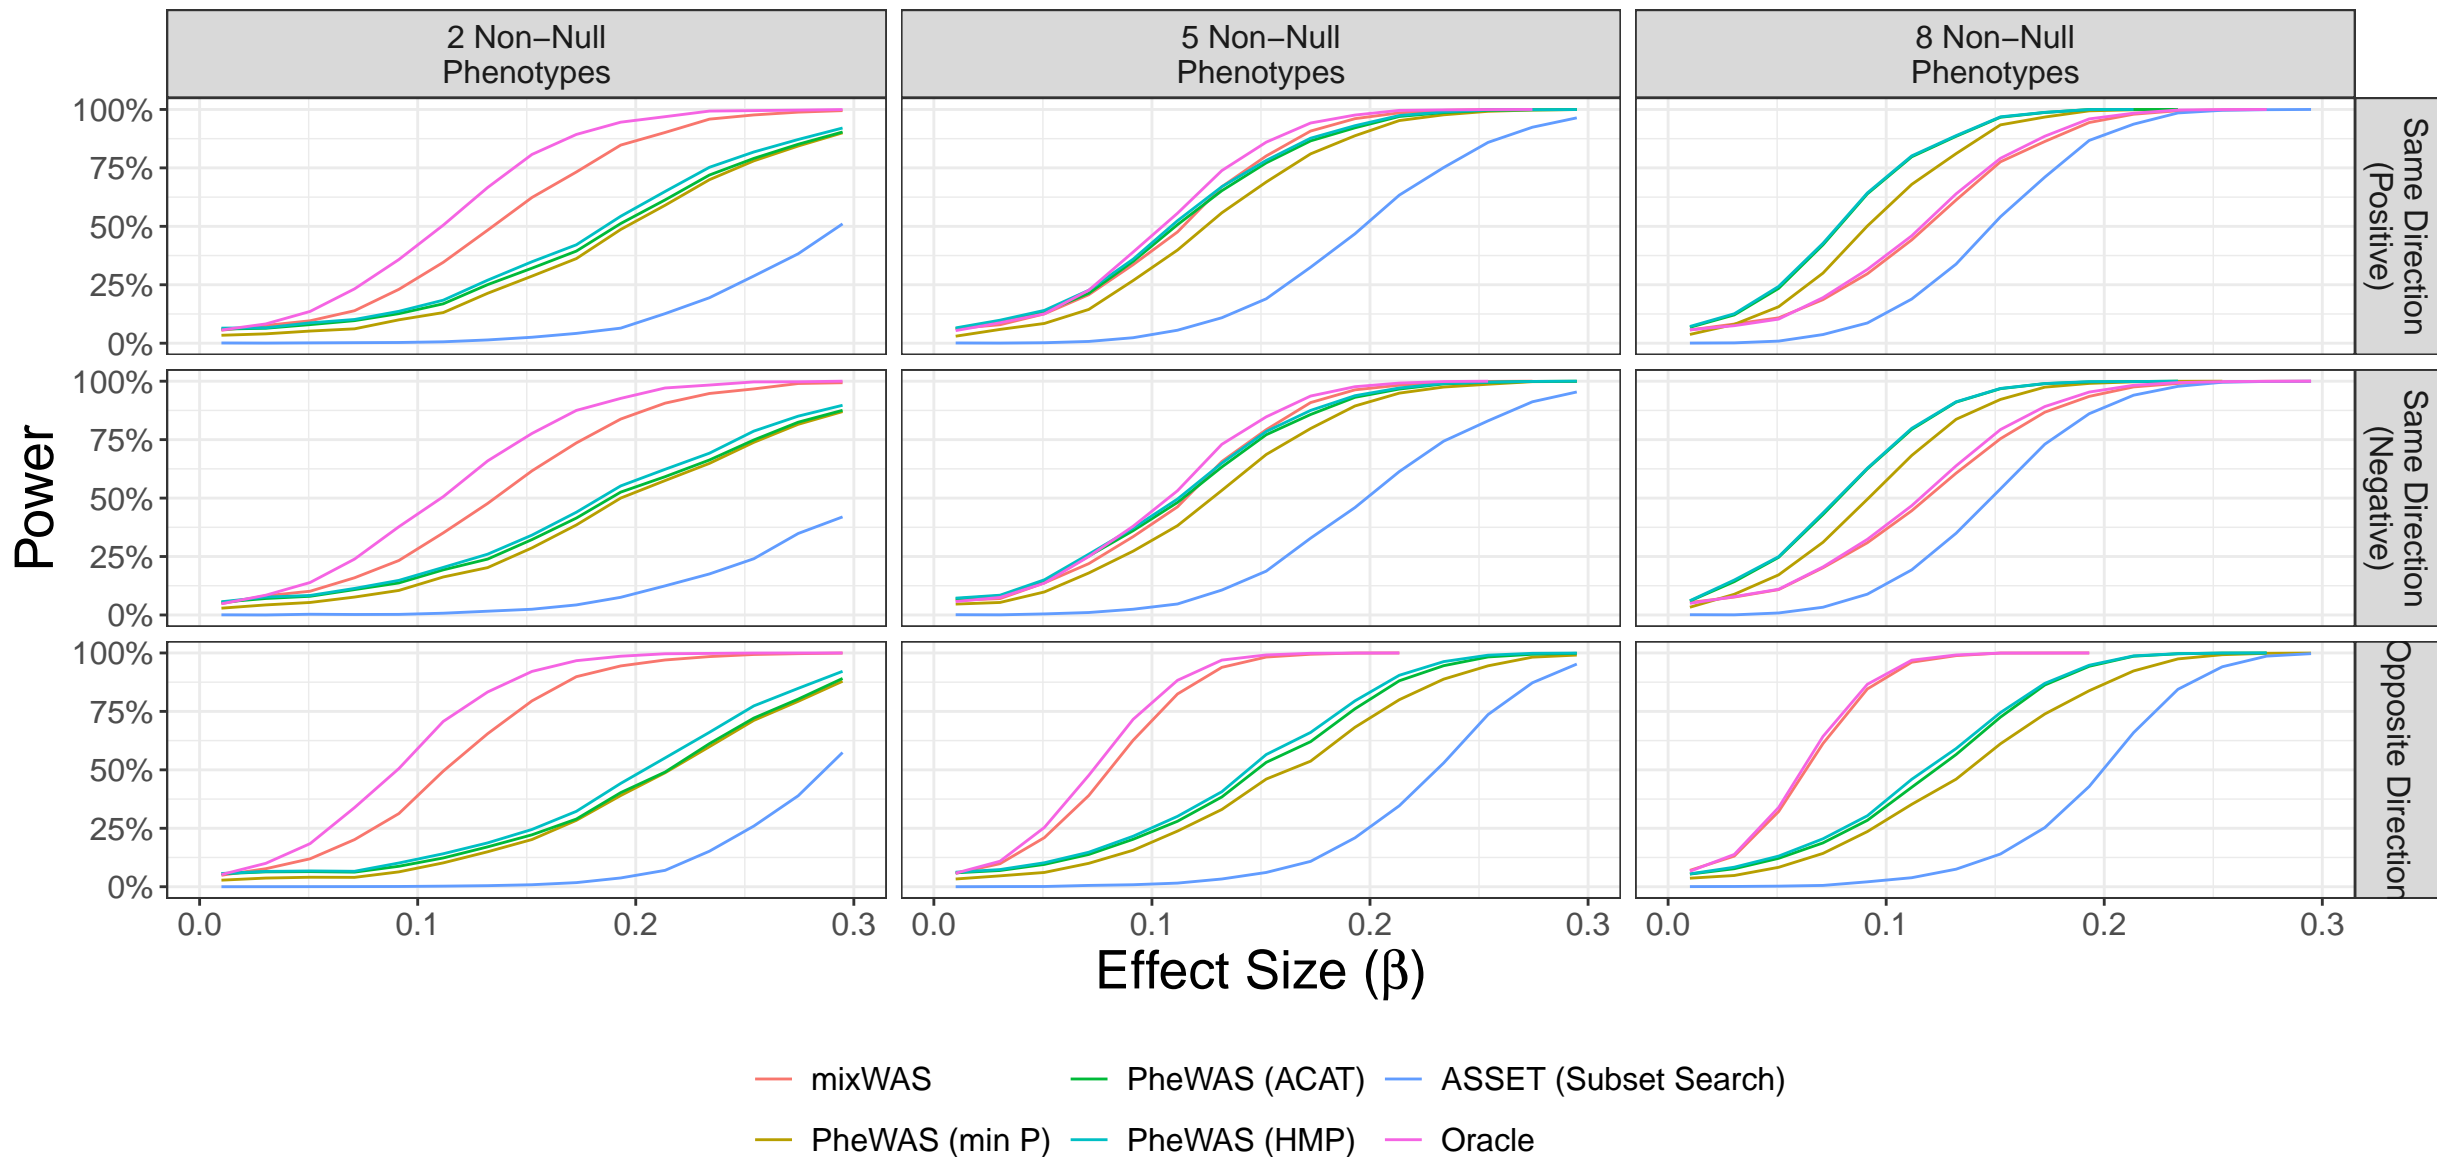 2 Non−Null
Phenotypes
5 Non−Null
Phenotypes
8 Non−Null
Phenotypes
100%
75%
50%
25%
0%
Same Direction
(Positive)
100%
75%
50%
25%
0%
Same Direction
(Negative)
100%
75%
50%
25%
0%
Opposite Direction
Power
0.0 0.1 0.2 0.3
0.0 0.1 0.2 0.3
0.0 0.1 0.2 0.3
Effect Size (β)
mixWAS
PheWAS (ACAT)
ASSET (Subset Search)
PheWAS (min P)
PheWAS (HMP)
Oracle